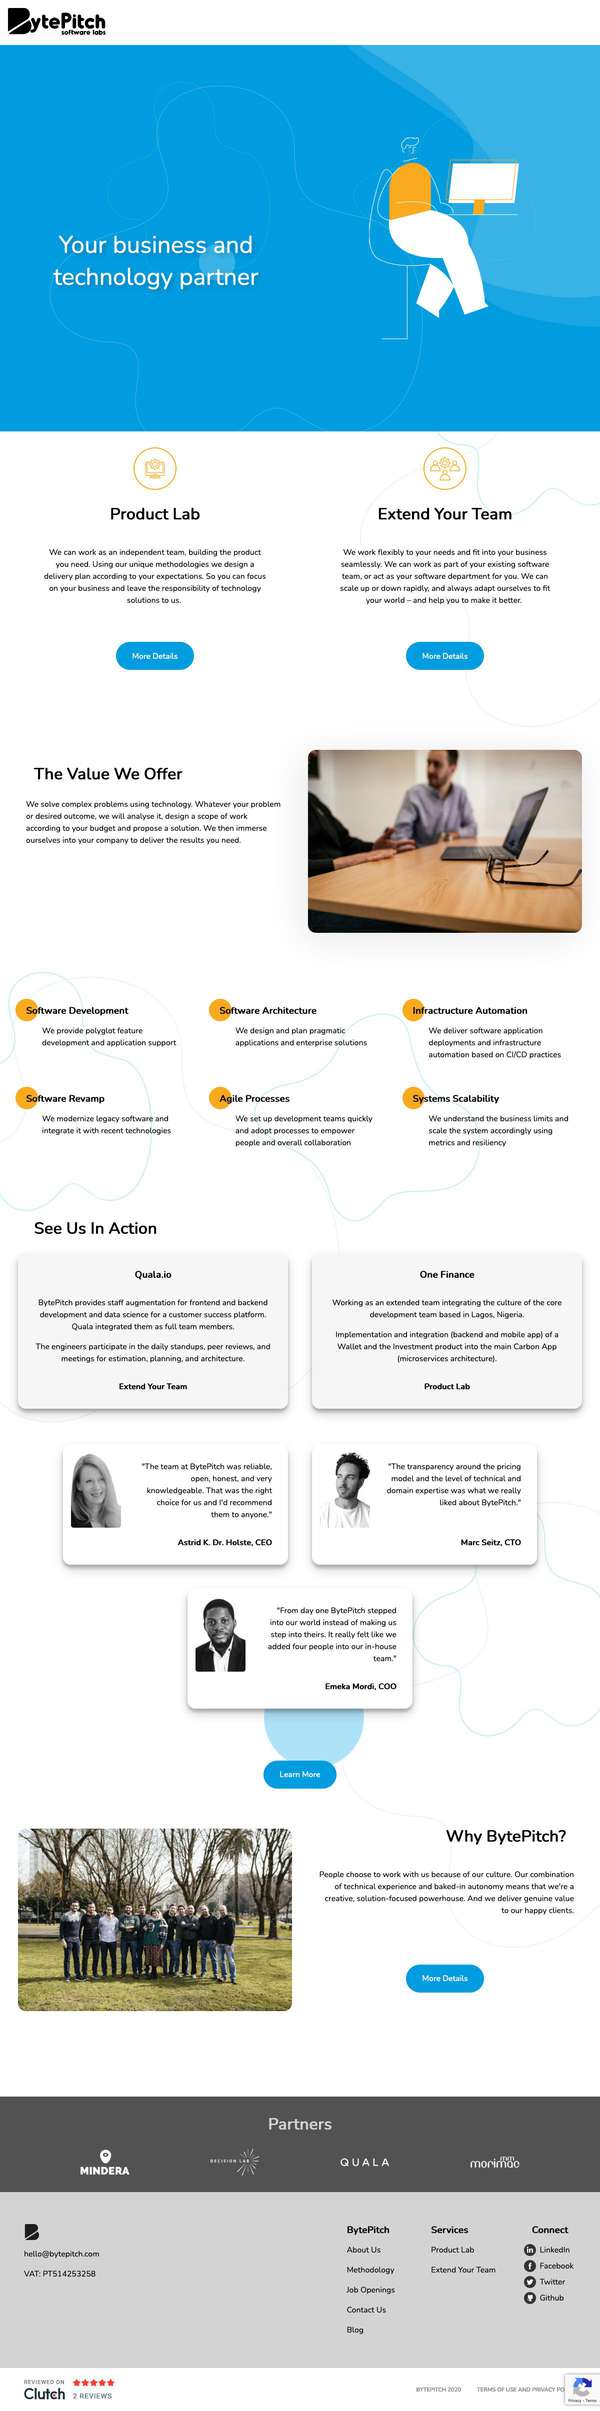 BytePitch
software labs
Your business and
technology partner
Product Lab
We can work as an independent team, building the product
you need. Using our unique methodologies we design a
delivery plan according to your expectations. So you can focus
on your business and leave the responsibility of technology
solutions to us.
More Details
Extend Your Team
We work flexibly to your needs and fit into your business
seamlessly. We can work as part of your existing software
team, or act as your software department for you. We can
scale up or down rapidly, and always adapt ourselves to fit
your world – and help you to make it better.
More Details
The Value We Offer
We solve complex problems using technology. Whatever your problem
or desired outcome, we will analyse it, design a scope of work
according to your budget and propose a solution. We then immerse
ourselves into your company to deliver the results you need.
Software Development
We provide polyglot feature
development and application support
Software Architecture
We design and plan pragmatic
applications and enterprise solutions
Infractructure Automation
We deliver software application
deployments and infrastructure
automation based on CI/CD practices
Software Revamp
We modernize legacy software and
integrate it with recent technologies
Agile Processes
We set up development teams quickly
and adopt processes to empower
people and overall collaboration
Systems Scalability
We understand the business limits and
scale the system accordingly using
metrics and resiliency
See Us In Action
Quala.io
BytePitch provides staff augmentation for frontend and backend
development and data science for a customer success platform.
Quala integrated them as full team members.
The engineers participate in the daily standups, peer reviews, and
meetings for estimation, planning, and architecture.
Extend Your Team
One Finance
Working as an extended team integrating the culture of the core
development team based in Lagos, Nigeria.
Implementation and integration (backend and mobile app) of a
Wallet and the Investment product into the main Carbon App
(microservices architecture).
Product Lab
"The team at BytePitch was reliable,
open, honest, and very
knowledgeable. That was the right
choice for us and I'd recommend
them to anyone."
Astrid K. Dr. Holste, CEO
"The transparency around the pricing
model and the level of technical and
domain expertise was what we really
liked about BytePitch."
Marc Seitz, CTO
"From day one BytePitch stepped
into our world instead of making us
step into theirs. It really felt like we
added four people into our in-house
team."
Emeka Mordi, COO
Learn More
Why BytePitch?
People choose to work with us because of our culture. Our combination
of technical experience and baked-in autonomy means that we're a
creative, solution-focused powerhouse. And we deliver genuine value
to our happy clients.
More Details
Partners
MINDERA
DECISION LAB
QUALA
mm
morimac
hello@bytepitch.com
VAT: PT514253258
BytePitch
About Us
Methodology
Job Openings
Contact Us
Blog
Services
Product Lab
Extend Your Team
Connect
LinkedIn
Facebook
Twitter
Github
REVIEWED ON
Clutch
2 REVIEWS
BYTEPITCH 2020
TERMS OF USE AND PRIVACY PO
Privacy - Terms